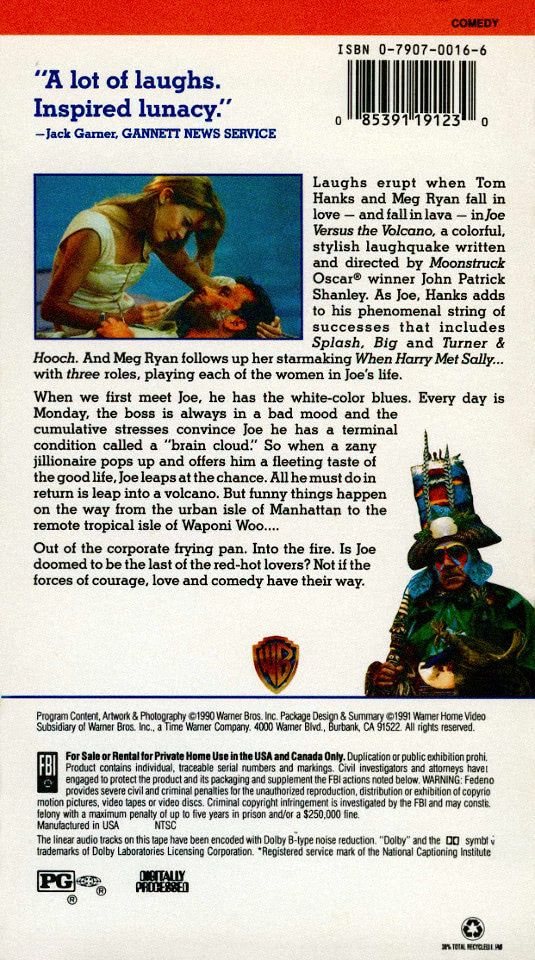 COMEDY
ISBN 0-7907-0016-6
0 85391 19123 0
"A lot of laughs.
Inspired lunacy."
—Jack Garner, GANNETT NEWS SERVICE
Laughs erupt when Tom
Hanks and Meg Ryan fall in
love — and fall in lava — in Joe
Versus the Volcano, a colorful,
stylish laughquake written
and directed by Moonstruck
Oscar® winner John Patrick
Shanley. As Joe, Hanks adds
to his phenomenal string of
successes that includes
Splash, Big and Turner &
Hooch. And Meg Ryan follows up her starmaking When Harry Met Sally...
with three roles, playing each of the women in Joe's life.
When we first meet Joe, he has the white-color blues. Every day is
Monday, the boss is always in a bad mood and the
cumulative stresses convince Joe he has a terminal
condition called a "brain cloud." So when a zany
jillionaire pops up and offers him a fleeting taste of
the good life, Joe leaps at the chance. All he must do in
return is leap into a volcano. But funny things happen
on the way from the urban isle of Manhattan to the
remote tropical isle of Waponi Woo....
Out of the corporate frying pan. Into the fire. Is Joe
doomed to be the last of the red-hot lovers? Not if the
forces of courage, love and comedy have their way.
WB
Program Content, Artwork & Photography ©1990 Warner Bros. Inc. Package Design & Summary ©1991 Warner Home Video
Subsidiary of Warner Bros. Inc., a Time Warner Company. 4000 Warner Blvd., Burbank, CA 91522. All rights reserved.
FBI
For Sale or Rental for Private Home Use in the USA and Canada Only. Duplication or public exhibition prohi
Product contains individual, traceable serial numbers and markings. Civil investigators and attorneys have
engaged to protect the product and its packaging and supplement the FBI actions noted below. WARNING: Federa
provides severe civil and criminal penalties for the unauthorized reproduction, distribution or exhibition of copyrig
motion pictures, video tapes or video discs. Criminal copyright infringement is investigated by the FBI and may constit
felony with a maximum penalty of up to five years in prison and/or a $250,000 fine.
Manufactured in USA NTSC
The linear audio tracks on this tape have been encoded with Dolby B-type noise reduction. "Dolby" and the symbol
trademarks of Dolby Laboratories Licensing Corporation. *Registered service mark of the National Captioning Institute
PG ® ®
DIGITALLY
PROCESSED